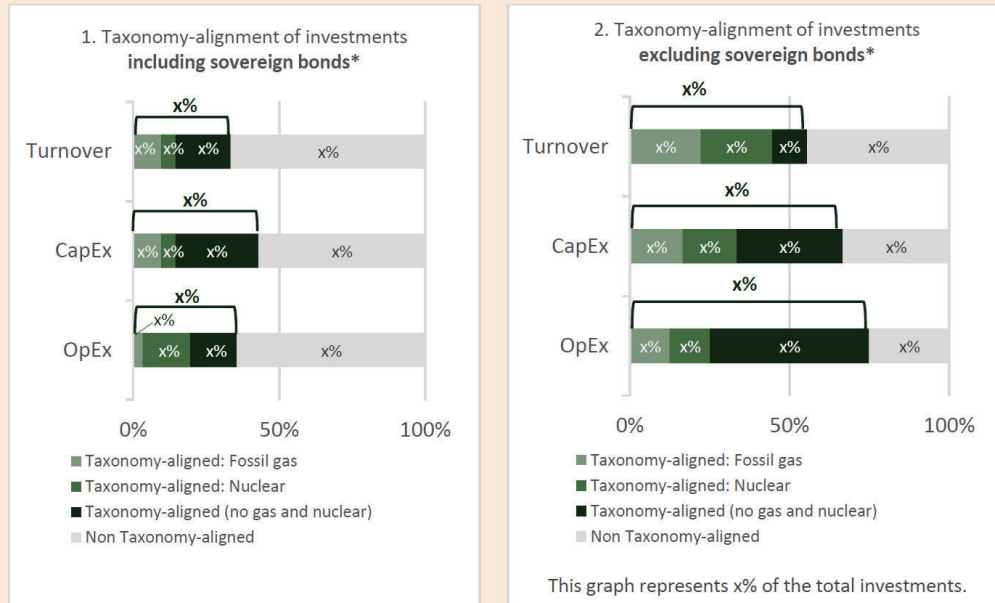 1. Taxonomy-alignment of investments
including sovereign bonds*
x%
Turnover
x% x% x% x%
x%
CapEx
x% x% x% x%
x%
x%
OpEx
x% x% x%
0% 50% 100%
Taxonomy-aligned: Fossil gas
Taxonomy-aligned: Nuclear
Taxonomy-aligned (no gas and nuclear)
Non Taxonomy-aligned
2. Taxonomy-alignment of investments
excluding sovereign bonds*
x%
Turnover
x% x% x% x%
x%
CapEx
x% x% x% x%
x%
OpEx
x% x% x% x%
0% 50% 100%
Taxonomy-aligned: Fossil gas
Taxonomy-aligned: Nuclear
Taxonomy-aligned (no gas and nuclear)
Non Taxonomy-aligned
This graph represents x% of the total investments.